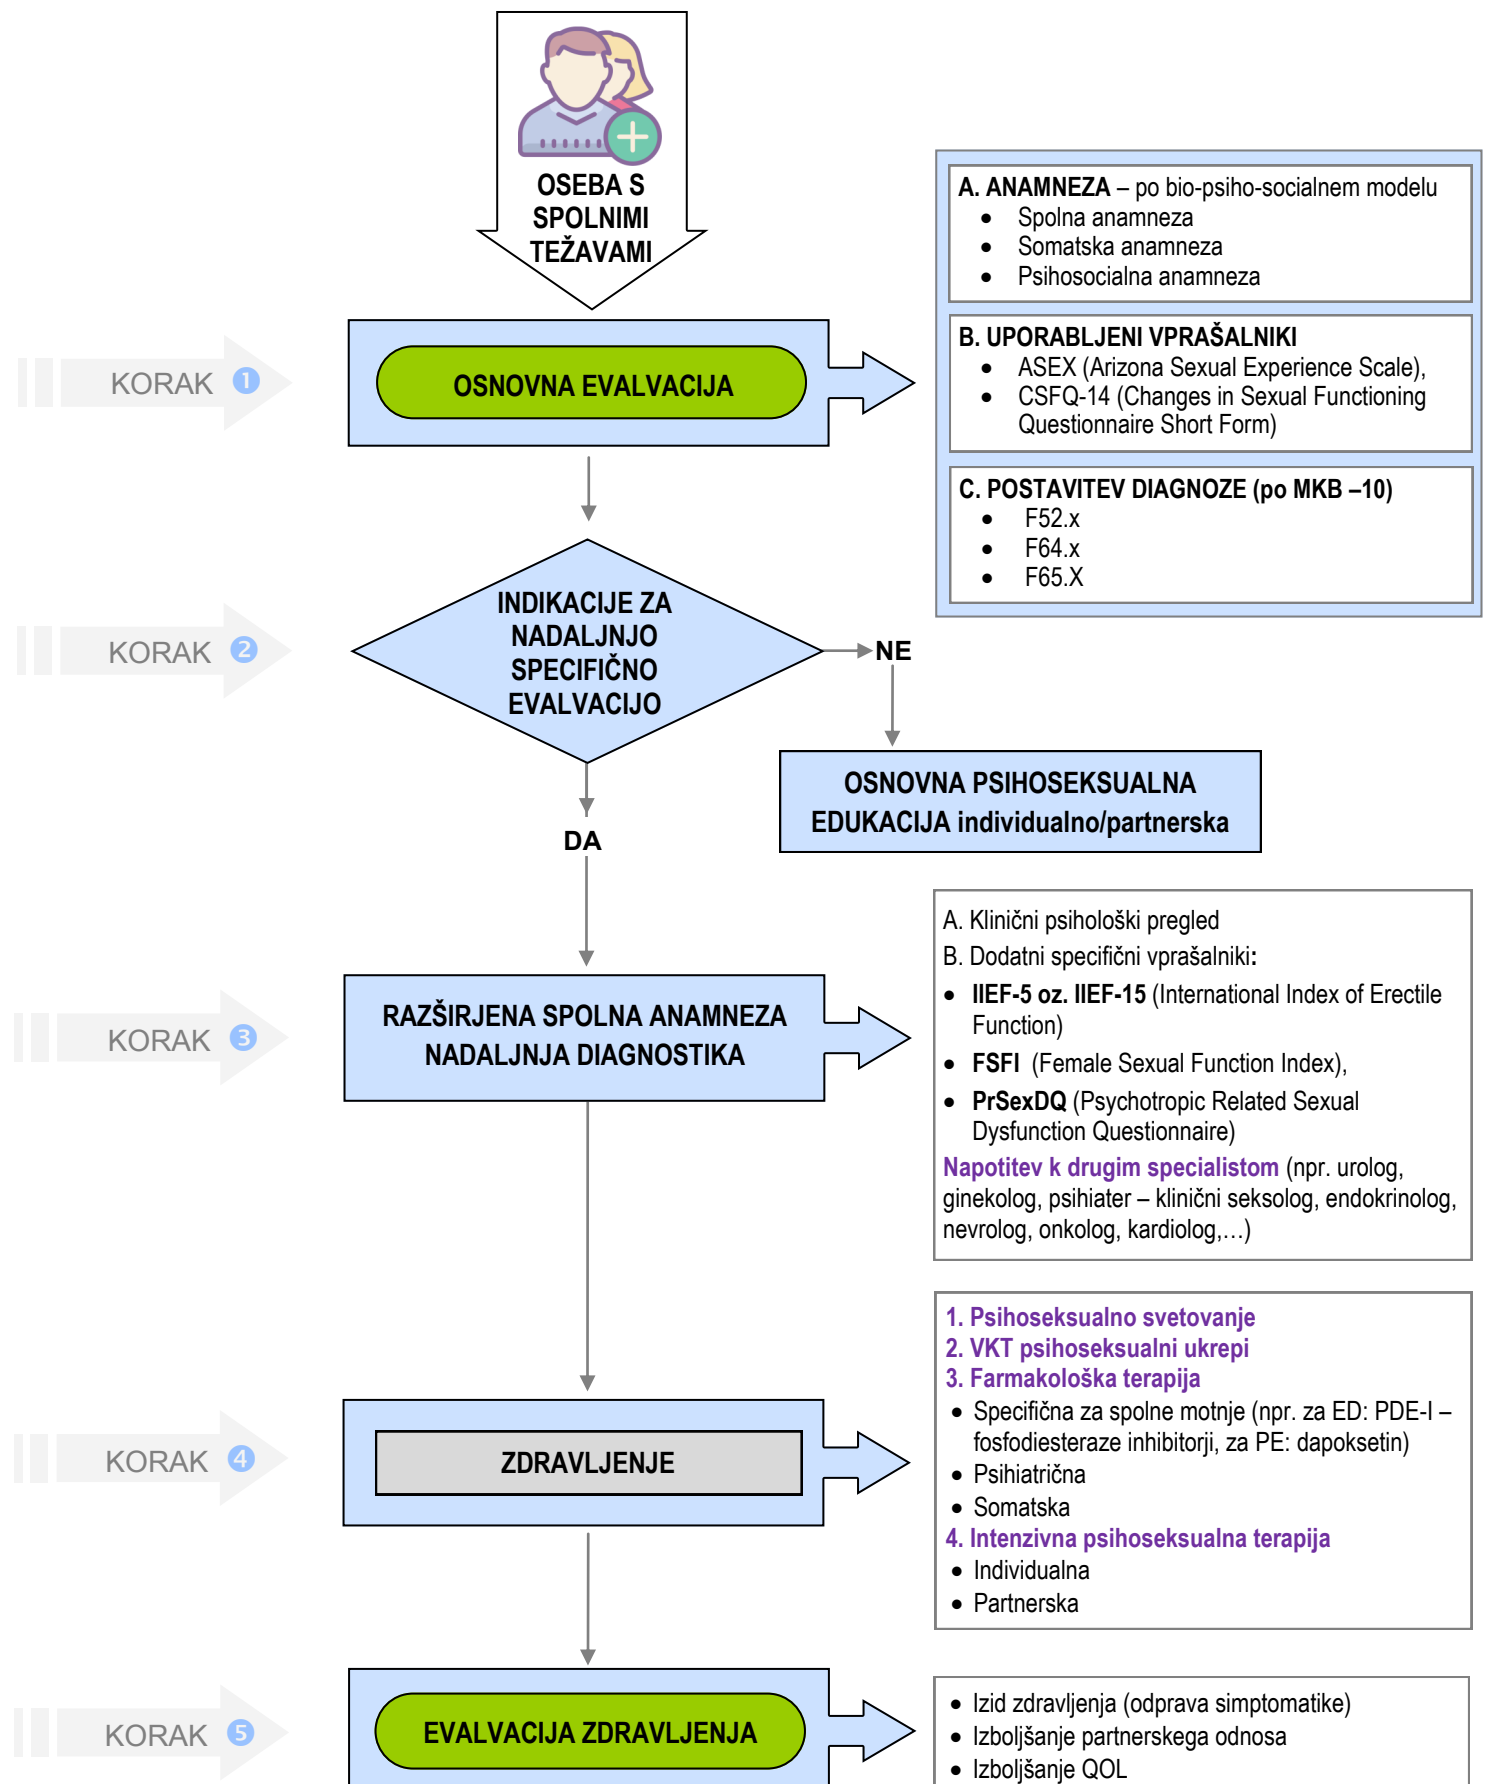 OSEBA S
SPOLNIMI
TEŽAVAMI
KORAK 1
OSNOVNA EVALVACIJA
A. ANAMNEZA – po bio-psiho-socialnem modelu
• Spolna anamneza
• Somatska anamneza
• Psihosocialna anamneza
B. UPORABLJENI VPRAŠALNIKI
• ASEX (Arizona Sexual Experience Scale),
• CSFQ-14 (Changes in Sexual Functioning
Questionnaire Short Form)
C. POSTAVITEV DIAGNOZE (po MKB –10)
• F52.x
• F64.x
• F65.X
KORAK 2
INDIKACIJE ZA
NADALJNJO
SPECIFIČNO
EVALVACIJO
NE
OSNOVNA PSIHOSEKSUALNA
EDUKACIJA individualno/partnerska
DA
KORAK 3
RAZŠIRJENA SPOLNA ANAMNEZA
NADALJNJA DIAGNOSTIKA
A. Klinični psihološki pregled
B. Dodatni specifični vprašalniki:
• IIEF-5 oz. IIEF-15 (International Index of Erectile
Function)
• FSFI (Female Sexual Function Index),
• PrSexDQ (Psychotropic Related Sexual
Dysfunction Questionnaire)
Napotitev k drugim specialistom (npr. urolog,
ginekolog, psihiater – klinični seksolog, endokrinolog,
nevrolog, onkolog, kardiolog,…)
KORAK 4
ZDRAVLJENJE
1. Psihoseksualno svetovanje
2. VKT psihoseksualni ukrepi
3. Farmakološka terapija
• Specifična za spolne motnje (npr. za ED: PDE-I –
fosfodiesteraze inhibitorji, za PE: dapoksetin)
• Psihiatrična
• Somatska
4. Intenzivna psihoseksualna terapija
• Individualna
• Partnerska
KORAK 5
EVALVACIJA ZDRAVLJENJA
• Izid zdravljenja (odprava simptomatike)
• Izboljšanje partnerskega odnosa
• Izboljšanje QOL